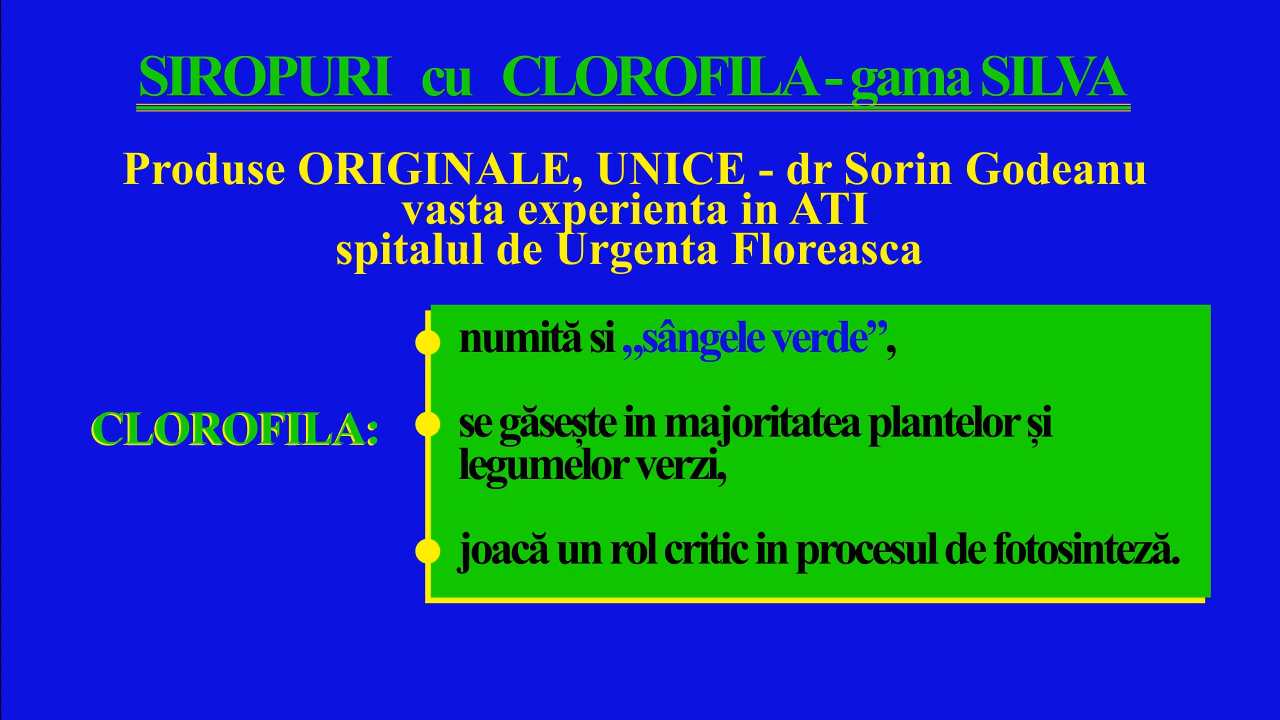 SIROPURI cu CLOROFILA - gama SILVA
Produse ORIGINALE, UNICE - dr Sorin Godeanu
vasta experienta in ATI
spitalul de Urgenta Floreasca
CLOROFILA:
numită si „sângele verde”,
se găsește in majoritatea plantelor și
legumelor verzi,
joacă un rol critic in procesul de fotosinteză.